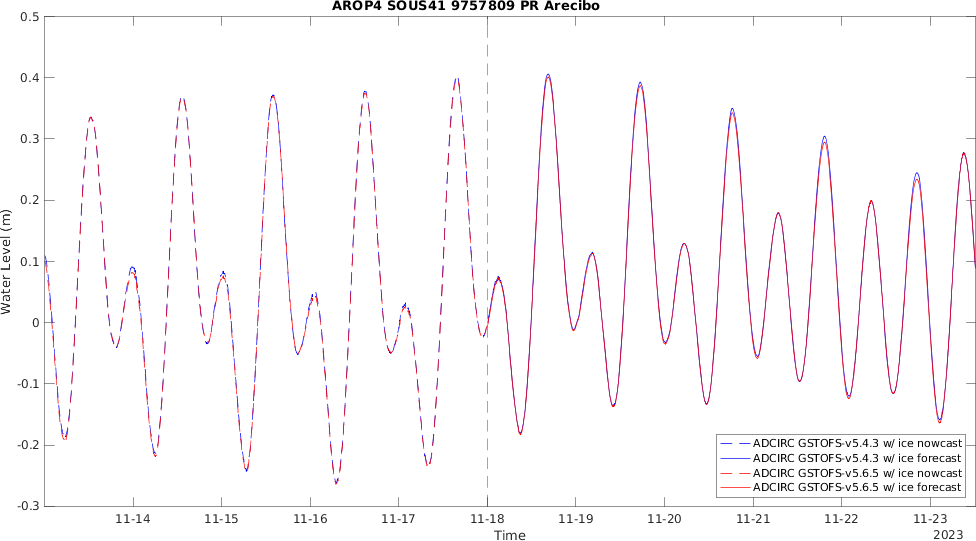 AROP4 SOUS41 9757809 PR Arecibo
0.5
0.4
0.3
0.2
0.1
0
-0.1
-0.2
-0.3
Water Level (m)
ADCIRC GSTOFS-v5.4.3 w/ ice nowcast
ADCIRC GSTOFS-v5.4.3 w/ ice forecast
ADCIRC GSTOFS-v5.6.5 w/ ice nowcast
ADCIRC GSTOFS-v5.6.5 w/ ice forecast
11-14 11-15 11-16 11-17 11-18 11-19 11-20 11-21 11-22 11-23
Time
2023